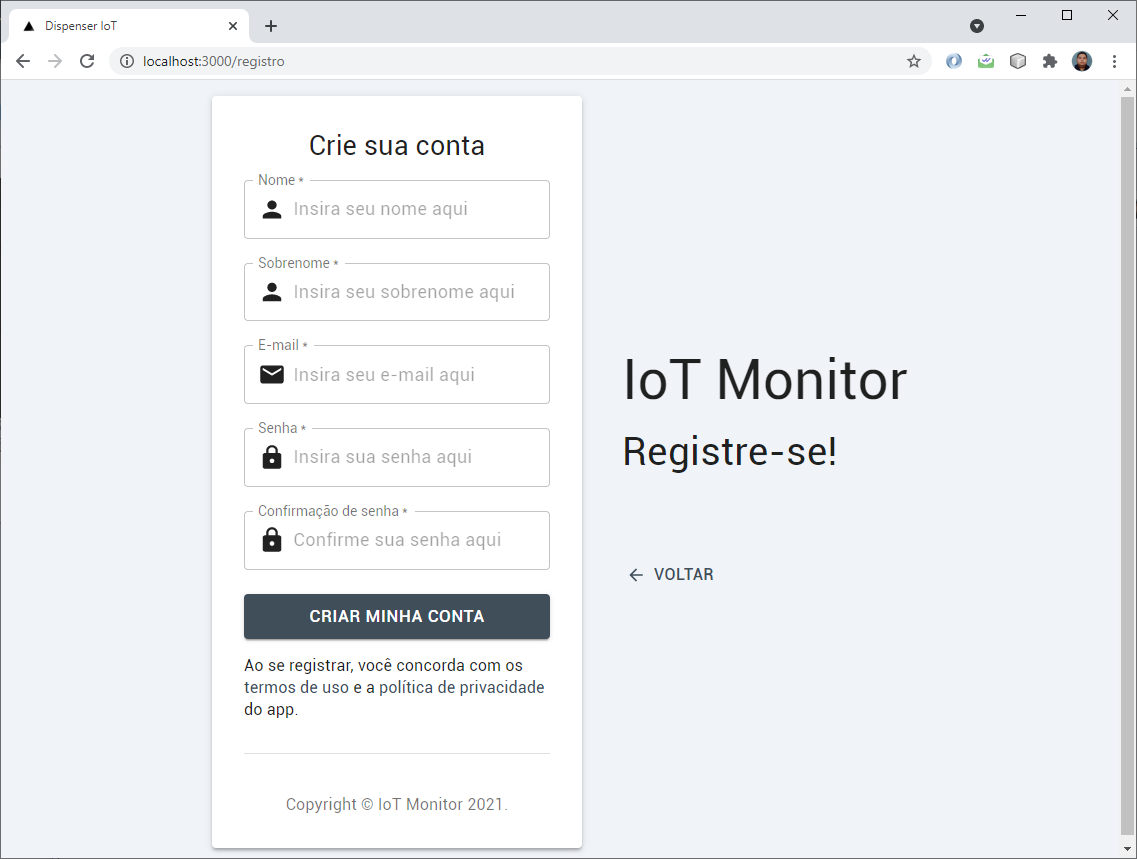 Dispenser IoT
localhost:3000/registro
Crie sua conta
Nome *
Insira seu nome aqui
Sobrenome *
Insira seu sobrenome aqui
E-mail *
Insira seu e-mail aqui
Senha *
Insira sua senha aqui
Confirmação de senha *
Confirme sua senha aqui
CRIAR MINHA CONTA
Ao se registrar, você concorda com os
termos de uso e a política de privacidade
do app.
Copyright © IoT Monitor 2021.
IoT Monitor
Registre-se!
VOLTAR